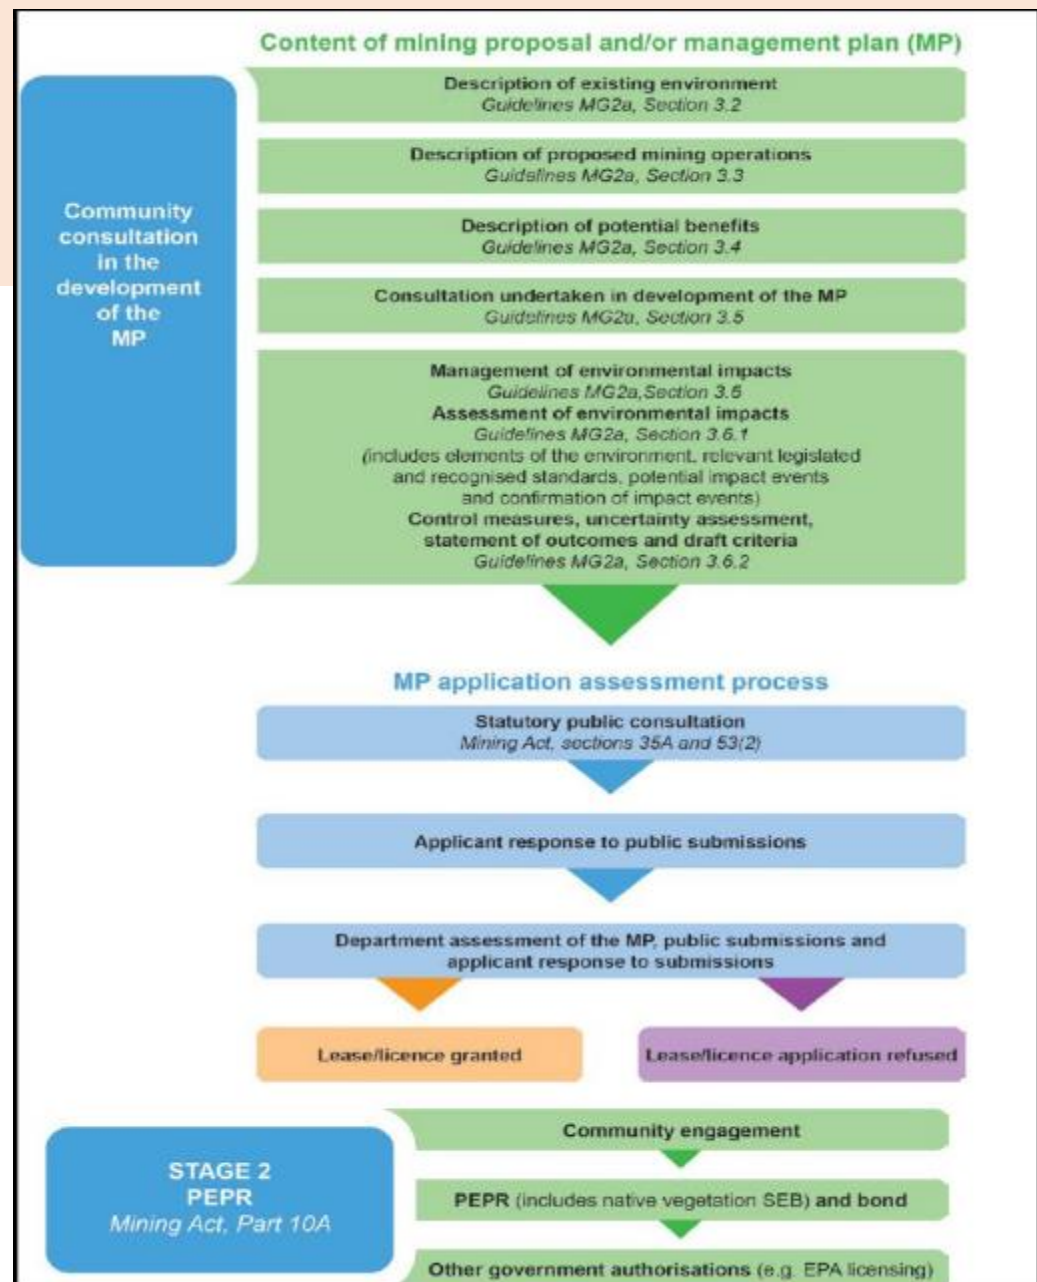 Content of mining proposal and/or management plan (MP)
Community
consultation
in the
development
of the
MP
Description of existing environment
Guidelines MG2a, Section 3.2
Description of proposed mining operations
Guidelines MG2a, Section 3.3
Description of potential benefits
Guidelines MG2a, Section 3.4
Consultation undertaken in development of the MP
Guidelines MG2a, Section 3.5
Management of environmental impacts
Guidelines MG2a,Section 3.6
Assessment of environmental impacts
Guidelines MG2a, Section 3.6.1
(includes elements of the environment, relevant legislated
and recognised standards, potential impact events
and confirmation of impact events)
Control measures, uncertainty assessment,
statement of outcomes and draft criteria
Guidelines MG2a, Section 3.6.2
MP application assessment process
Statutory public consultation
Mining Act, sections 35A and 53(2)
Applicant response to public submissions
Department assessment of the MP, public submissions and
applicant response to submissions
Lease/licence granted
Lease/licence application refused
STAGE 2
PEPR
Mining Act, Part 10A
Community engagement
PEPR (includes native vegetation SEB) and bond
Other government authorisations (e.g. EPA licensing)